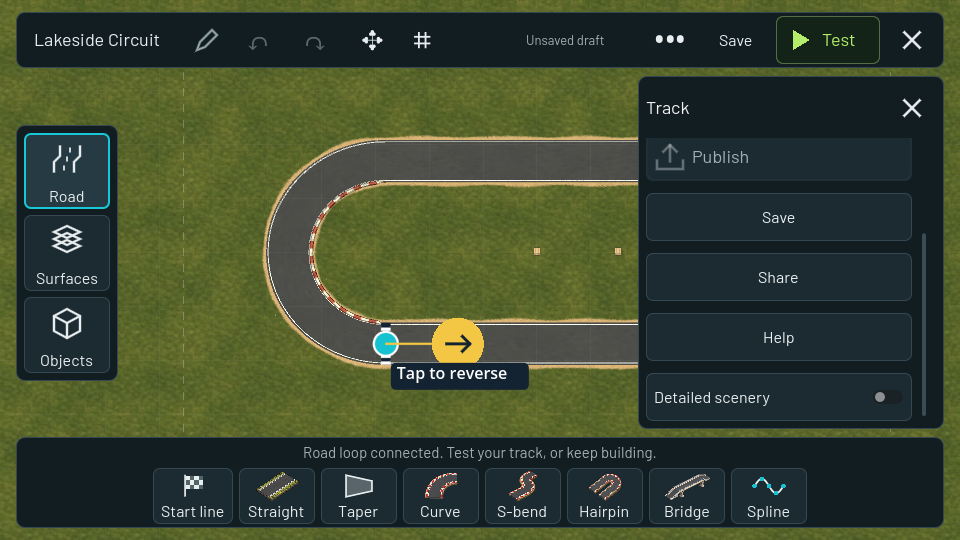 Lakeside Circuit
Unsaved draft
Save
Test
Road
Surfaces
Objects
Tap to reverse
Track
Publish
Save
Share
Help
Detailed scenery
Road loop connected. Test your track, or keep building.
Start line
Straight
Taper
Curve
S-bend
Hairpin
Bridge
Spline